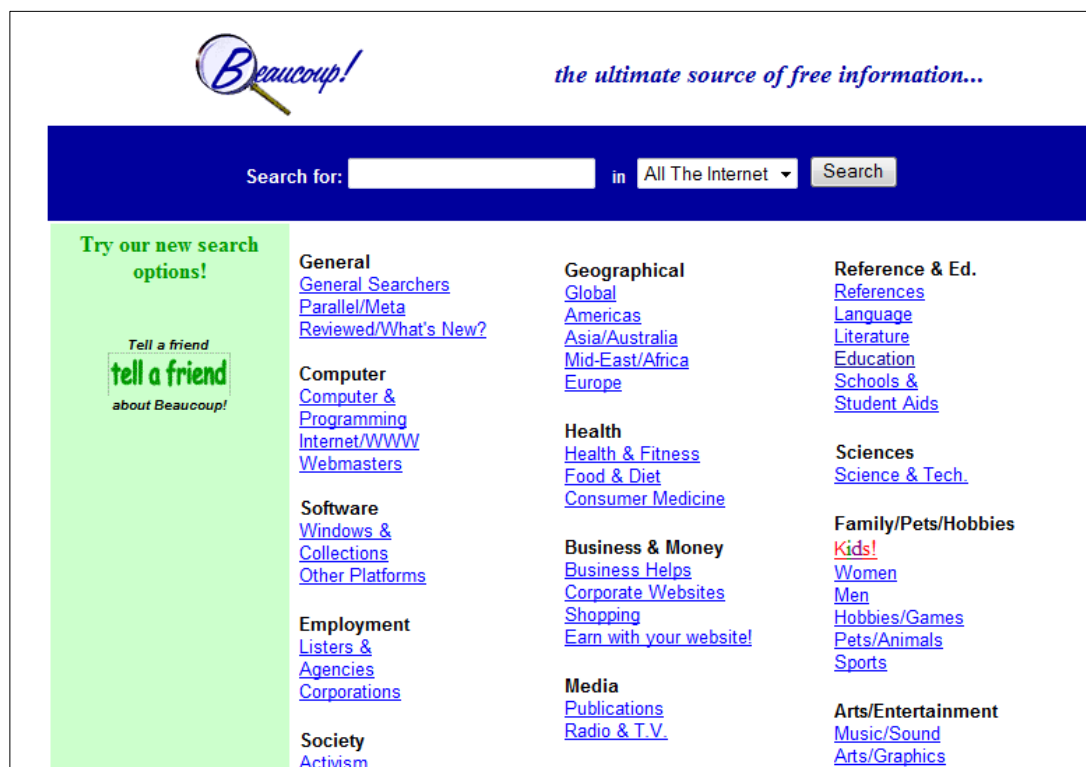 Beaucoup!
the ultimate source of free information...
Search for:
in
All The Internet
Search
Try our new search
options!
Tell a friend
tell a friend
about Beaucoup!
General
General Searchers
Parallel/Meta
Reviewed/What's New?
Computer
Computer &
Programming
Internet/WWW
Webmasters
Software
Windows &
Collections
Other Platforms
Employment
Listers &
Agencies
Corporations
Society
Activism
Geographical
Global
Americas
Asia/Australia
Mid-East/Africa
Europe
Health
Health & Fitness
Food & Diet
Consumer Medicine
Business & Money
Business Helps
Corporate Websites
Shopping
Earn with your website!
Media
Publications
Radio & T.V.
Reference & Ed.
References
Language
Literature
Education
Schools &
Student Aids
Sciences
Science & Tech.
Family/Pets/Hobbies
Kids!
Women
Men
Hobbies/Games
Pets/Animals
Sports
Arts/Entertainment
Music/Sound
Arts/Graphics